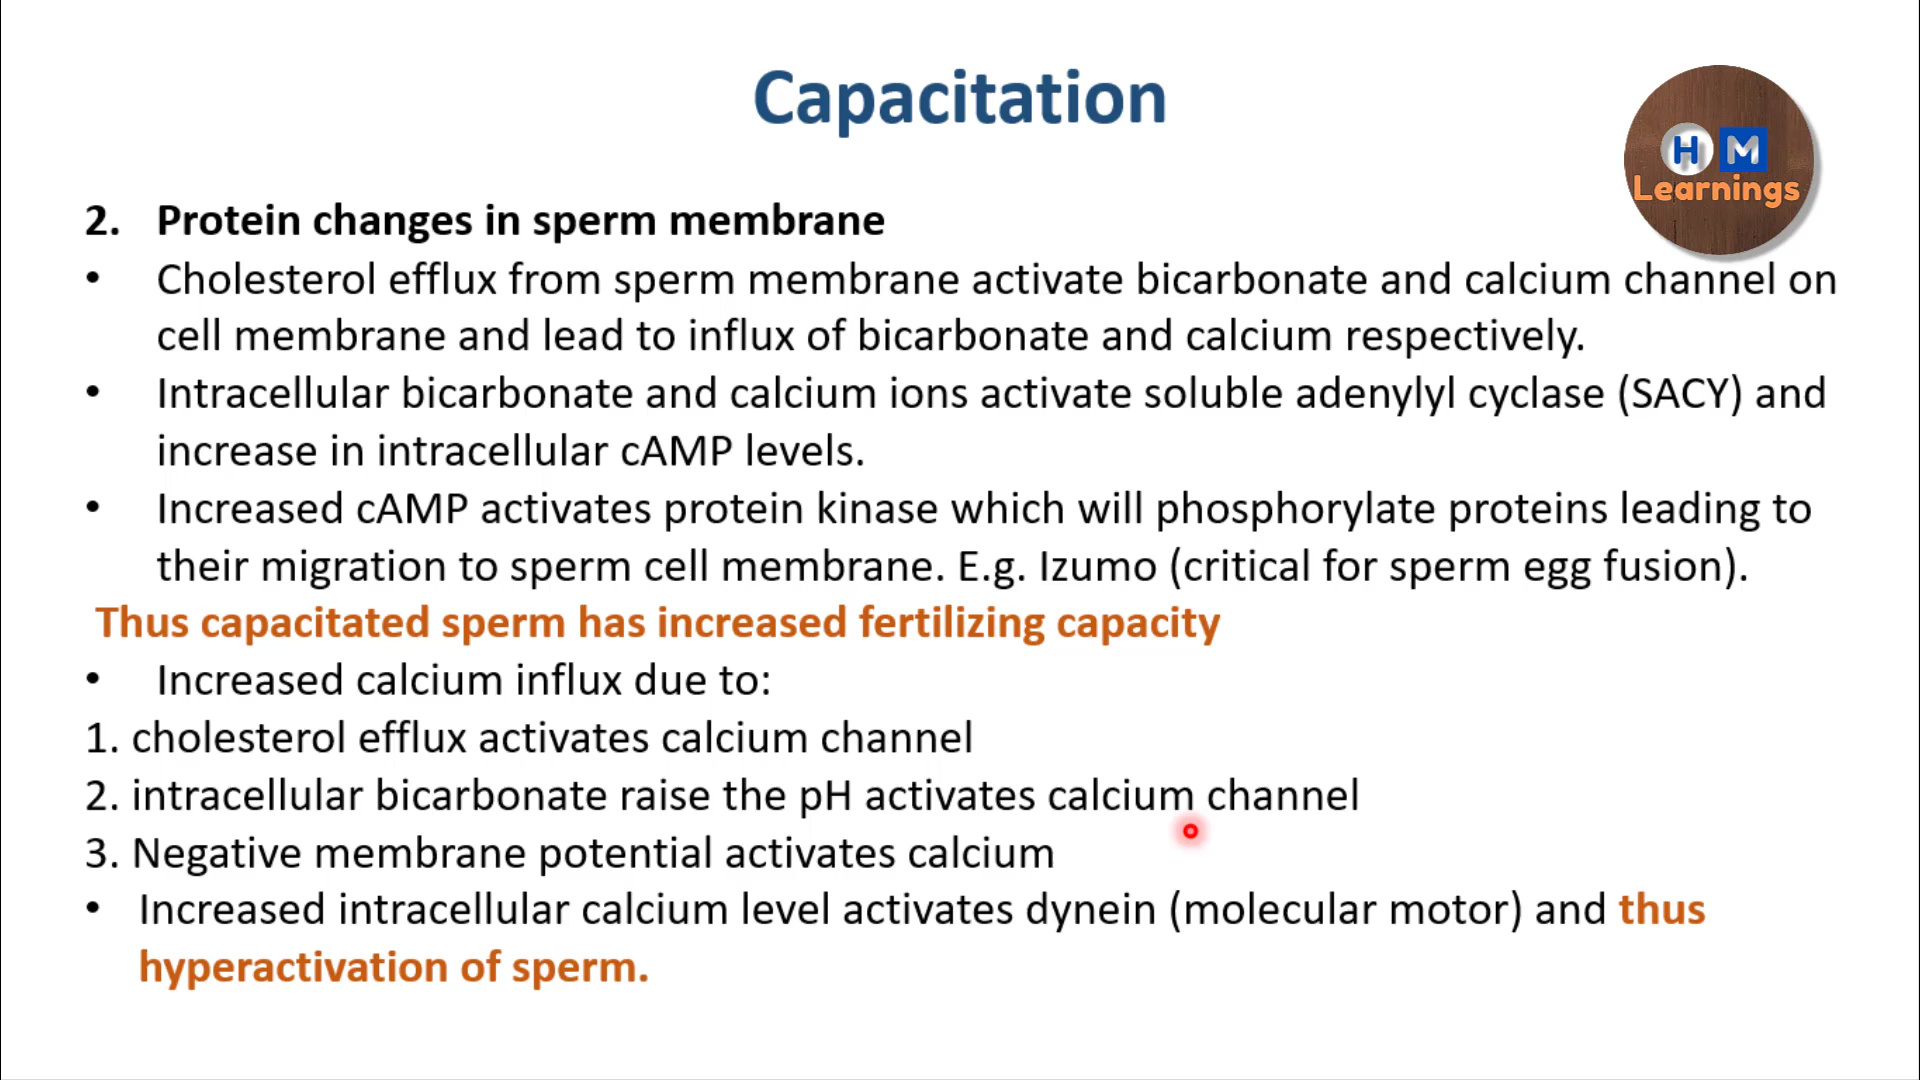 Capacitation
H M
Learnings
2. Protein changes in sperm membrane
• Cholesterol efflux from sperm membrane activate bicarbonate and calcium channel on
cell membrane and lead to influx of bicarbonate and calcium respectively.
• Intracellular bicarbonate and calcium ions activate soluble adenylyl cyclase (SACY) and
increase in intracellular cAMP levels.
• Increased cAMP activates protein kinase which will phosphorylate proteins leading to
their migration to sperm cell membrane. E.g. Izumo (critical for sperm egg fusion).
Thus capacitated sperm has increased fertilizing capacity
• Increased calcium influx due to:
1. cholesterol efflux activates calcium channel
2. intracellular bicarbonate raise the pH activates calcium channel
3. Negative membrane potential activates calcium
• Increased intracellular calcium level activates dynein (molecular motor) and thus
hyperactivation of sperm.